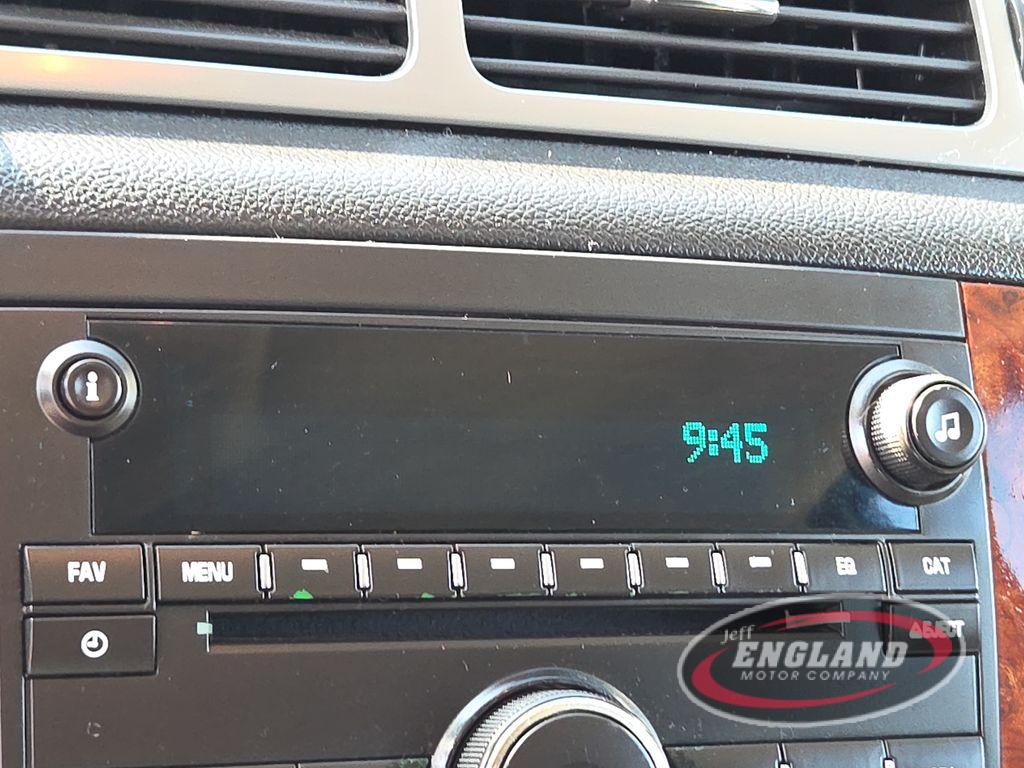 9:45
FAV
MENU
EQ
CAT
EJECT
Jeff
ENGLAND
MOTOR COMPANY